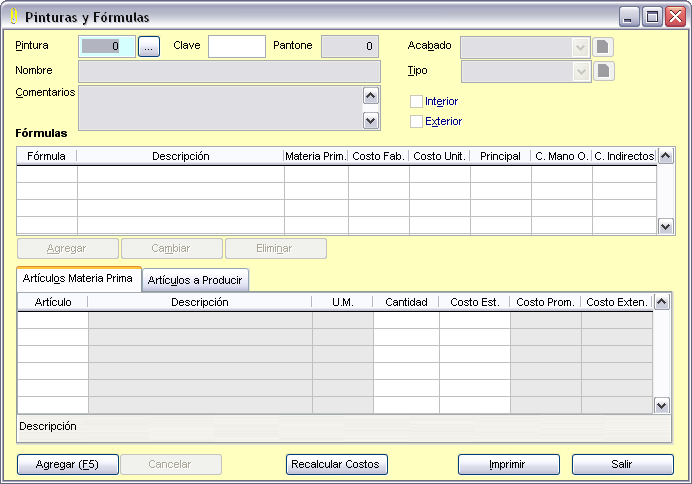 Pinturas y Fórmulas
Pintura 0 ... Clave Pantone 0 Acabado
Nombre Tipo
Comentarios
Interior
Exterior
Fórmulas
Fórmula Descripción Materia Prim. Costo Fab. Costo Unit. Principal C. Mano O. C. Indirectos
Agregar Cambiar Eliminar
Artículos Materia Prima Artículos a Producir
Artículo Descripción U.M. Cantidad Costo Est. Costo Prom. Costo Exten.
Descripción
Agregar (F5) Cancelar Recalcular Costos Imprimir Salir